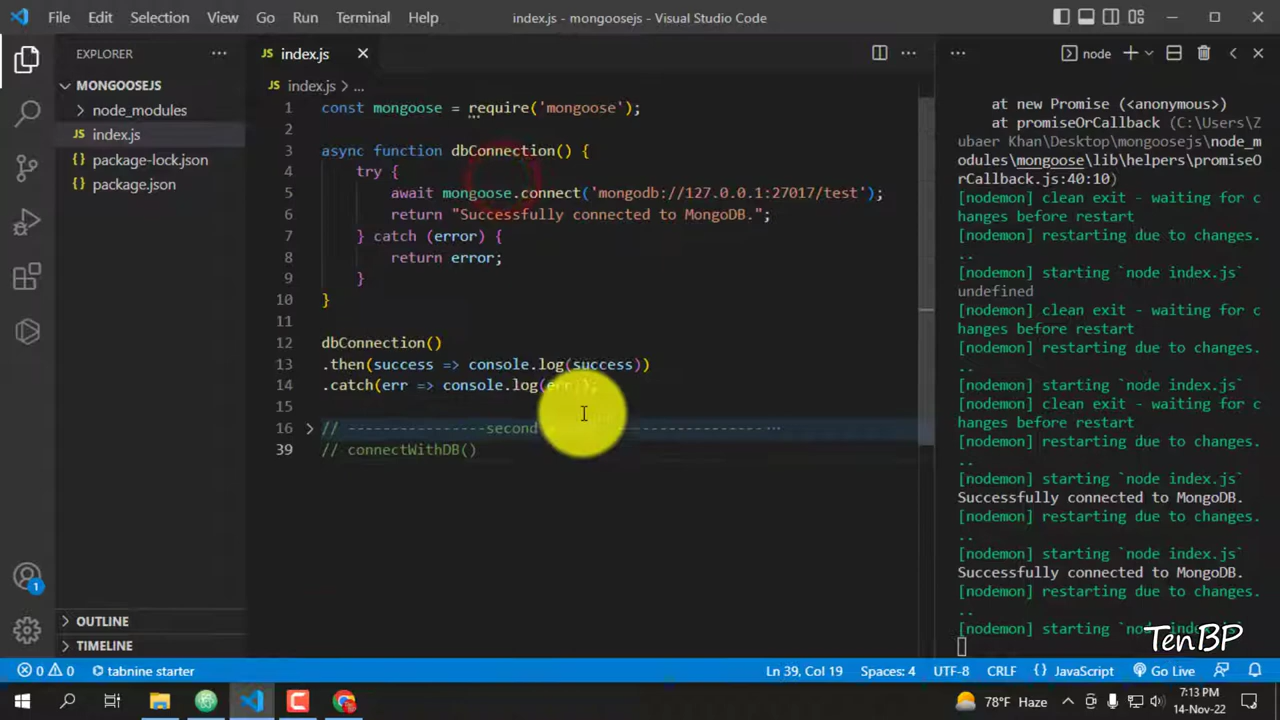 File Edit Selection View Go Run Terminal Help
index.js - mongoosejs - Visual Studio Code
EXPLORER
MONGOOSEJS
node_modules
JS index.js
{} package-lock.json
{} package.json
OUTLINE
TIMELINE
JS index.js
JS index.js > ...
1 const mongoose = require('mongoose');
2
3 async function dbConnection() {
4 try {
5 await mongoose.connect('mongodb://127.0.0.1:27017/test');
6 return "Successfully connected to MongoDB.";
7 } catch (error) {
8 return error;
9 }
10 }
11
12 dbConnection()
13 .then(success => console.log(success))
14 .catch(err => console.log(err));
15
16 // ----------------second ----------------- ...
39 // connectWithDB()
node
at new Promise (<anonymous>)
at promiseOrCallback (C:\Users\Z
ubaer Khan\Desktop\mongoosejs\node_m
odules\mongoose\lib\helpers\promiseO
rCallback.js:40:10)
[nodemon] clean exit - waiting for c
hanges before restart
[nodemon] restarting due to changes.
..
[nodemon] starting `node index.js`
undefined
[nodemon] clean exit - waiting for c
hanges before restart
[nodemon] restarting due to changes.
..
[nodemon] starting `node index.js`
[nodemon] clean exit - waiting for c
hanges before restart
[nodemon] restarting due to changes.
..
[nodemon] starting `node index.js`
Successfully connected to MongoDB.
[nodemon] restarting due to changes.
..
[nodemon] starting `node index.js`
Successfully connected to MongoDB.
[nodemon] restarting due to changes.
..
[nodemon] starting `node index.js`
TenBP
0 0 tabnine starter
Ln 39, Col 19 Spaces: 4 UTF-8 CRLF {} JavaScript Go Live
1
78°F Haze
7:13 PM
14-Nov-22